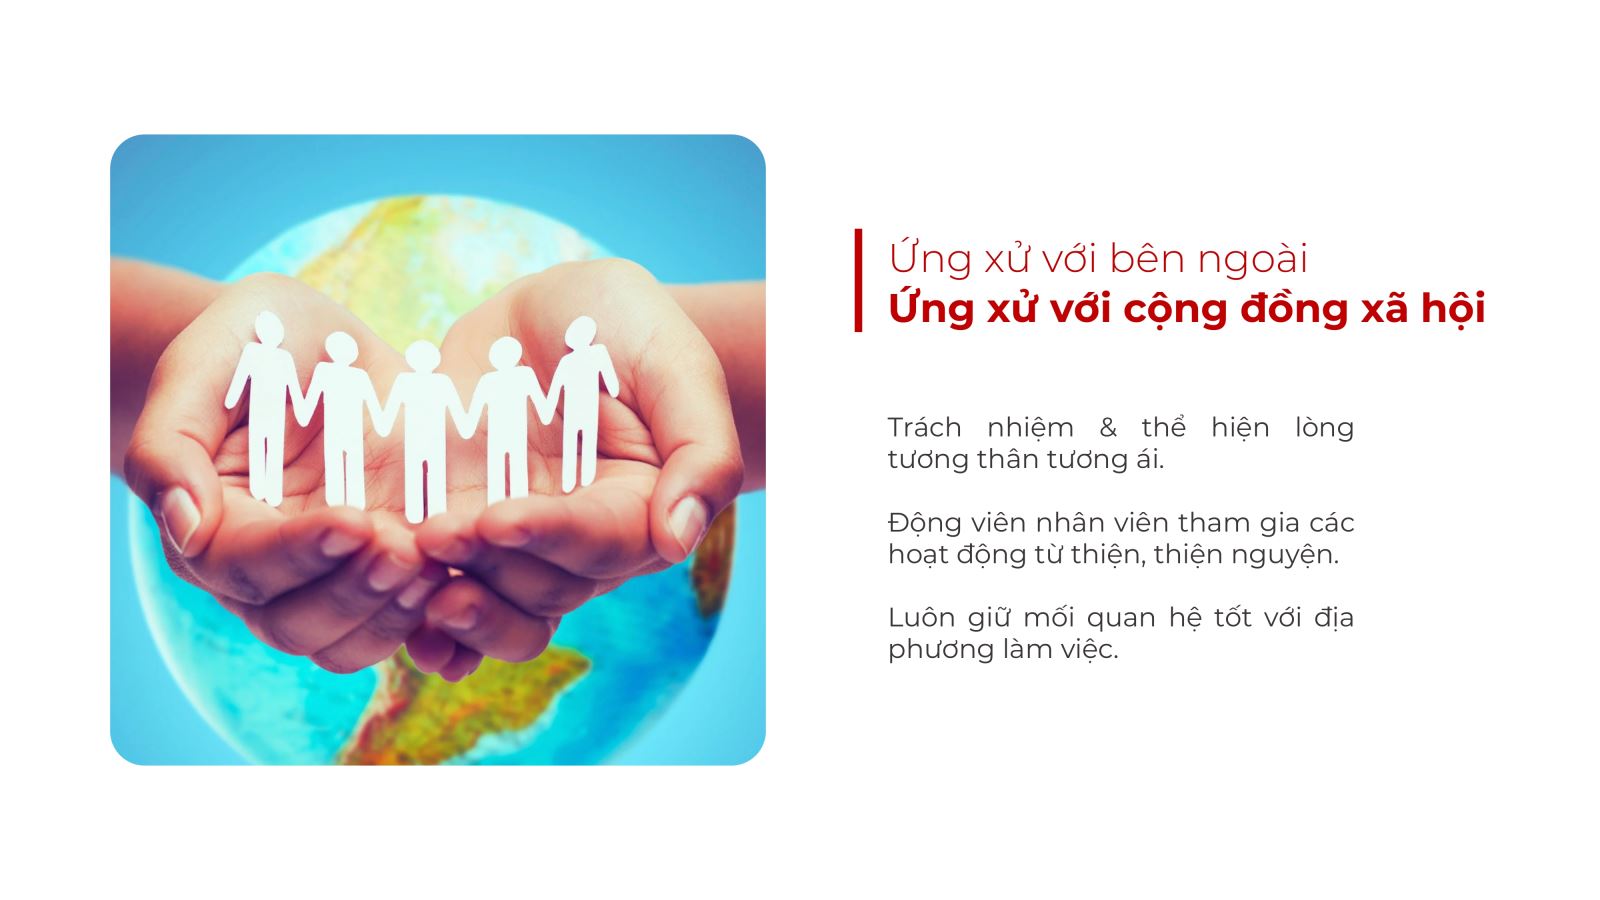 Ứng xử với bên ngoài
Ứng xử với cộng đồng xã hội
Trách nhiệm & thể hiện lòng
tương thân tương ái.
Động viên nhân viên tham gia các
hoạt động từ thiện, thiện nguyện.
Luôn giữ mối quan hệ tốt với địa
phương làm việc.